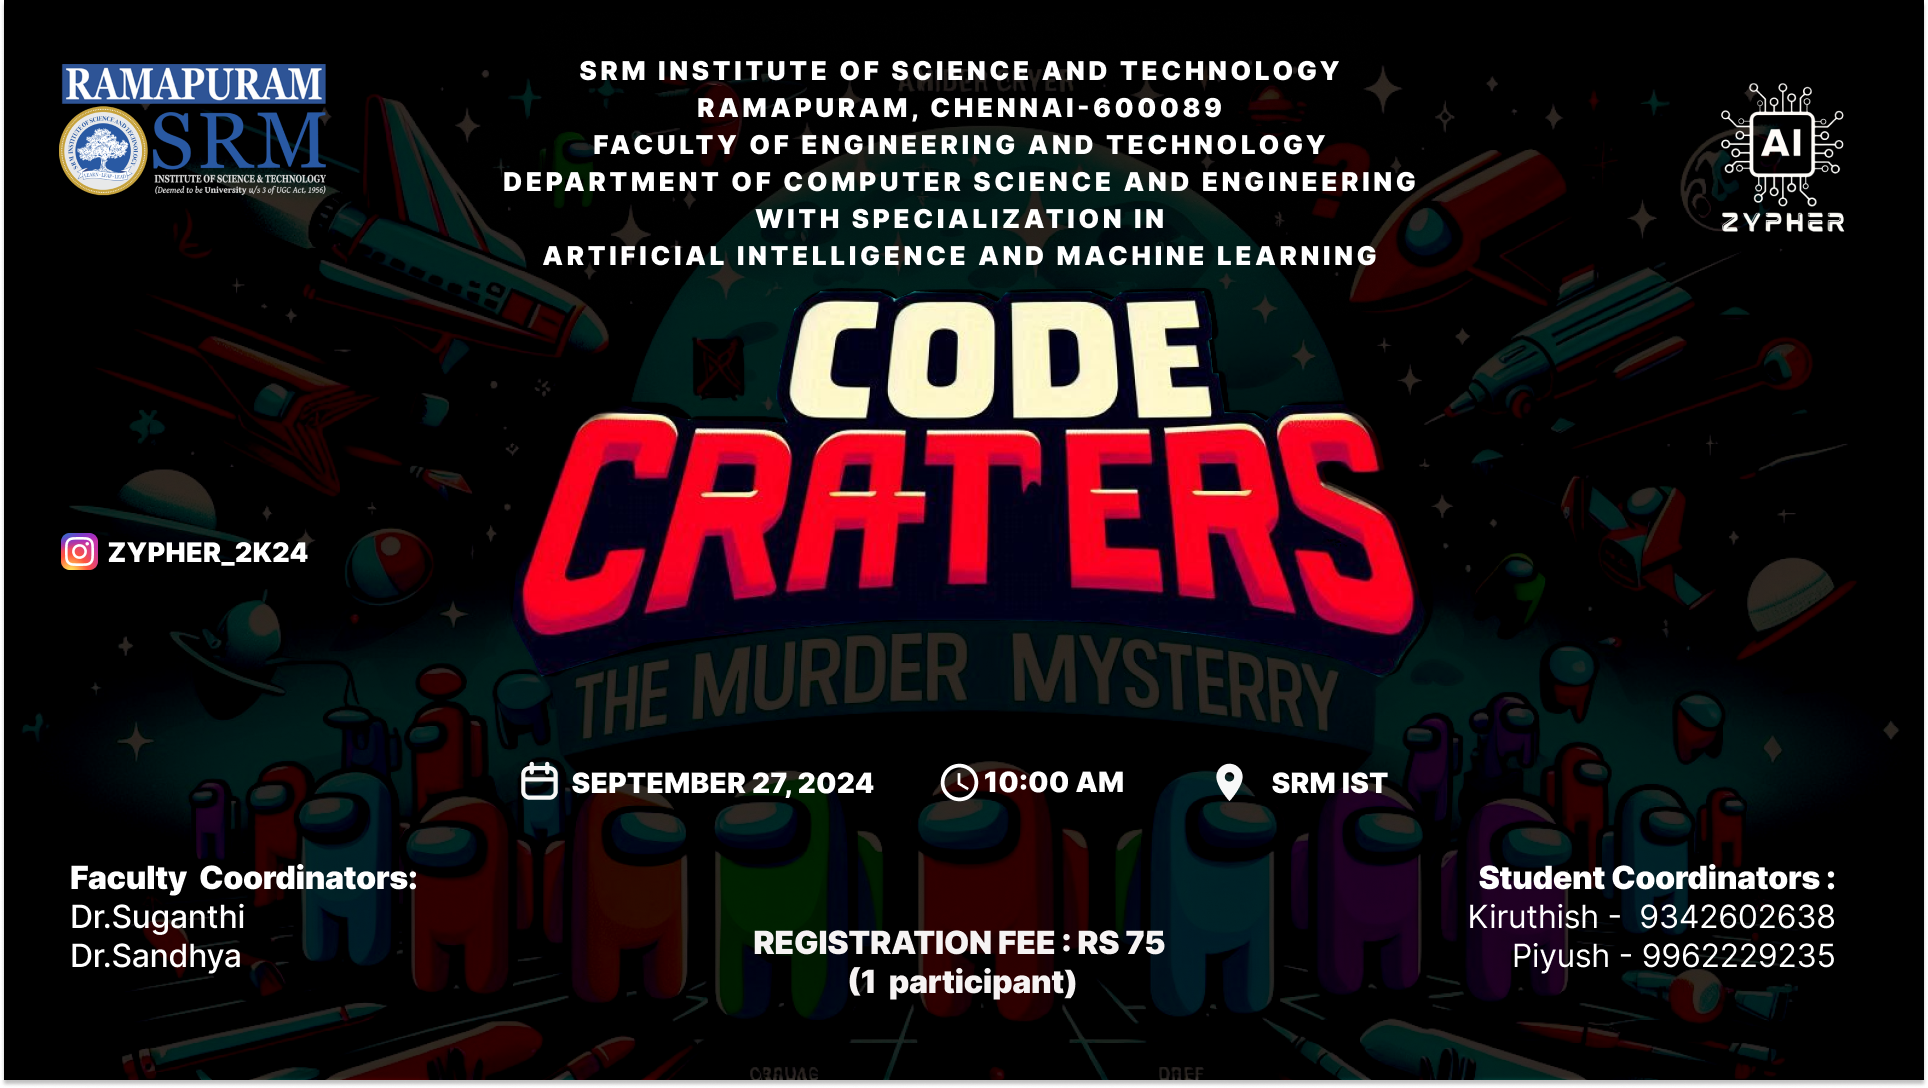 RAMAPURAM
SRM
INSTITUTE OF SCIENCE & TECHNOLOGY
(Deemed to be University u/s 3 of UGC Act, 1956)
SRM INSTITUTE OF SCIENCE AND TECHNOLOGY
RAMAPURAM, CHENNAI-600089
FACULTY OF ENGINEERING AND TECHNOLOGY
DEPARTMENT OF COMPUTER SCIENCE AND ENGINEERING
WITH SPECIALIZATION IN
ARTIFICIAL INTELLIGENCE AND MACHINE LEARNING
AI
ZYPHER
CODE
CRATERS
THE MURDER MYSTERRY
ZYPHER_2K24
SEPTEMBER 27, 2024
10:00 AM
SRM IST
Faculty Coordinators:
Dr.Suganthi
Dr.Sandhya
REGISTRATION FEE : RS 75
(1 participant)
Student Coordinators :
Kiruthish - 9342602638
Piyush - 9962229235